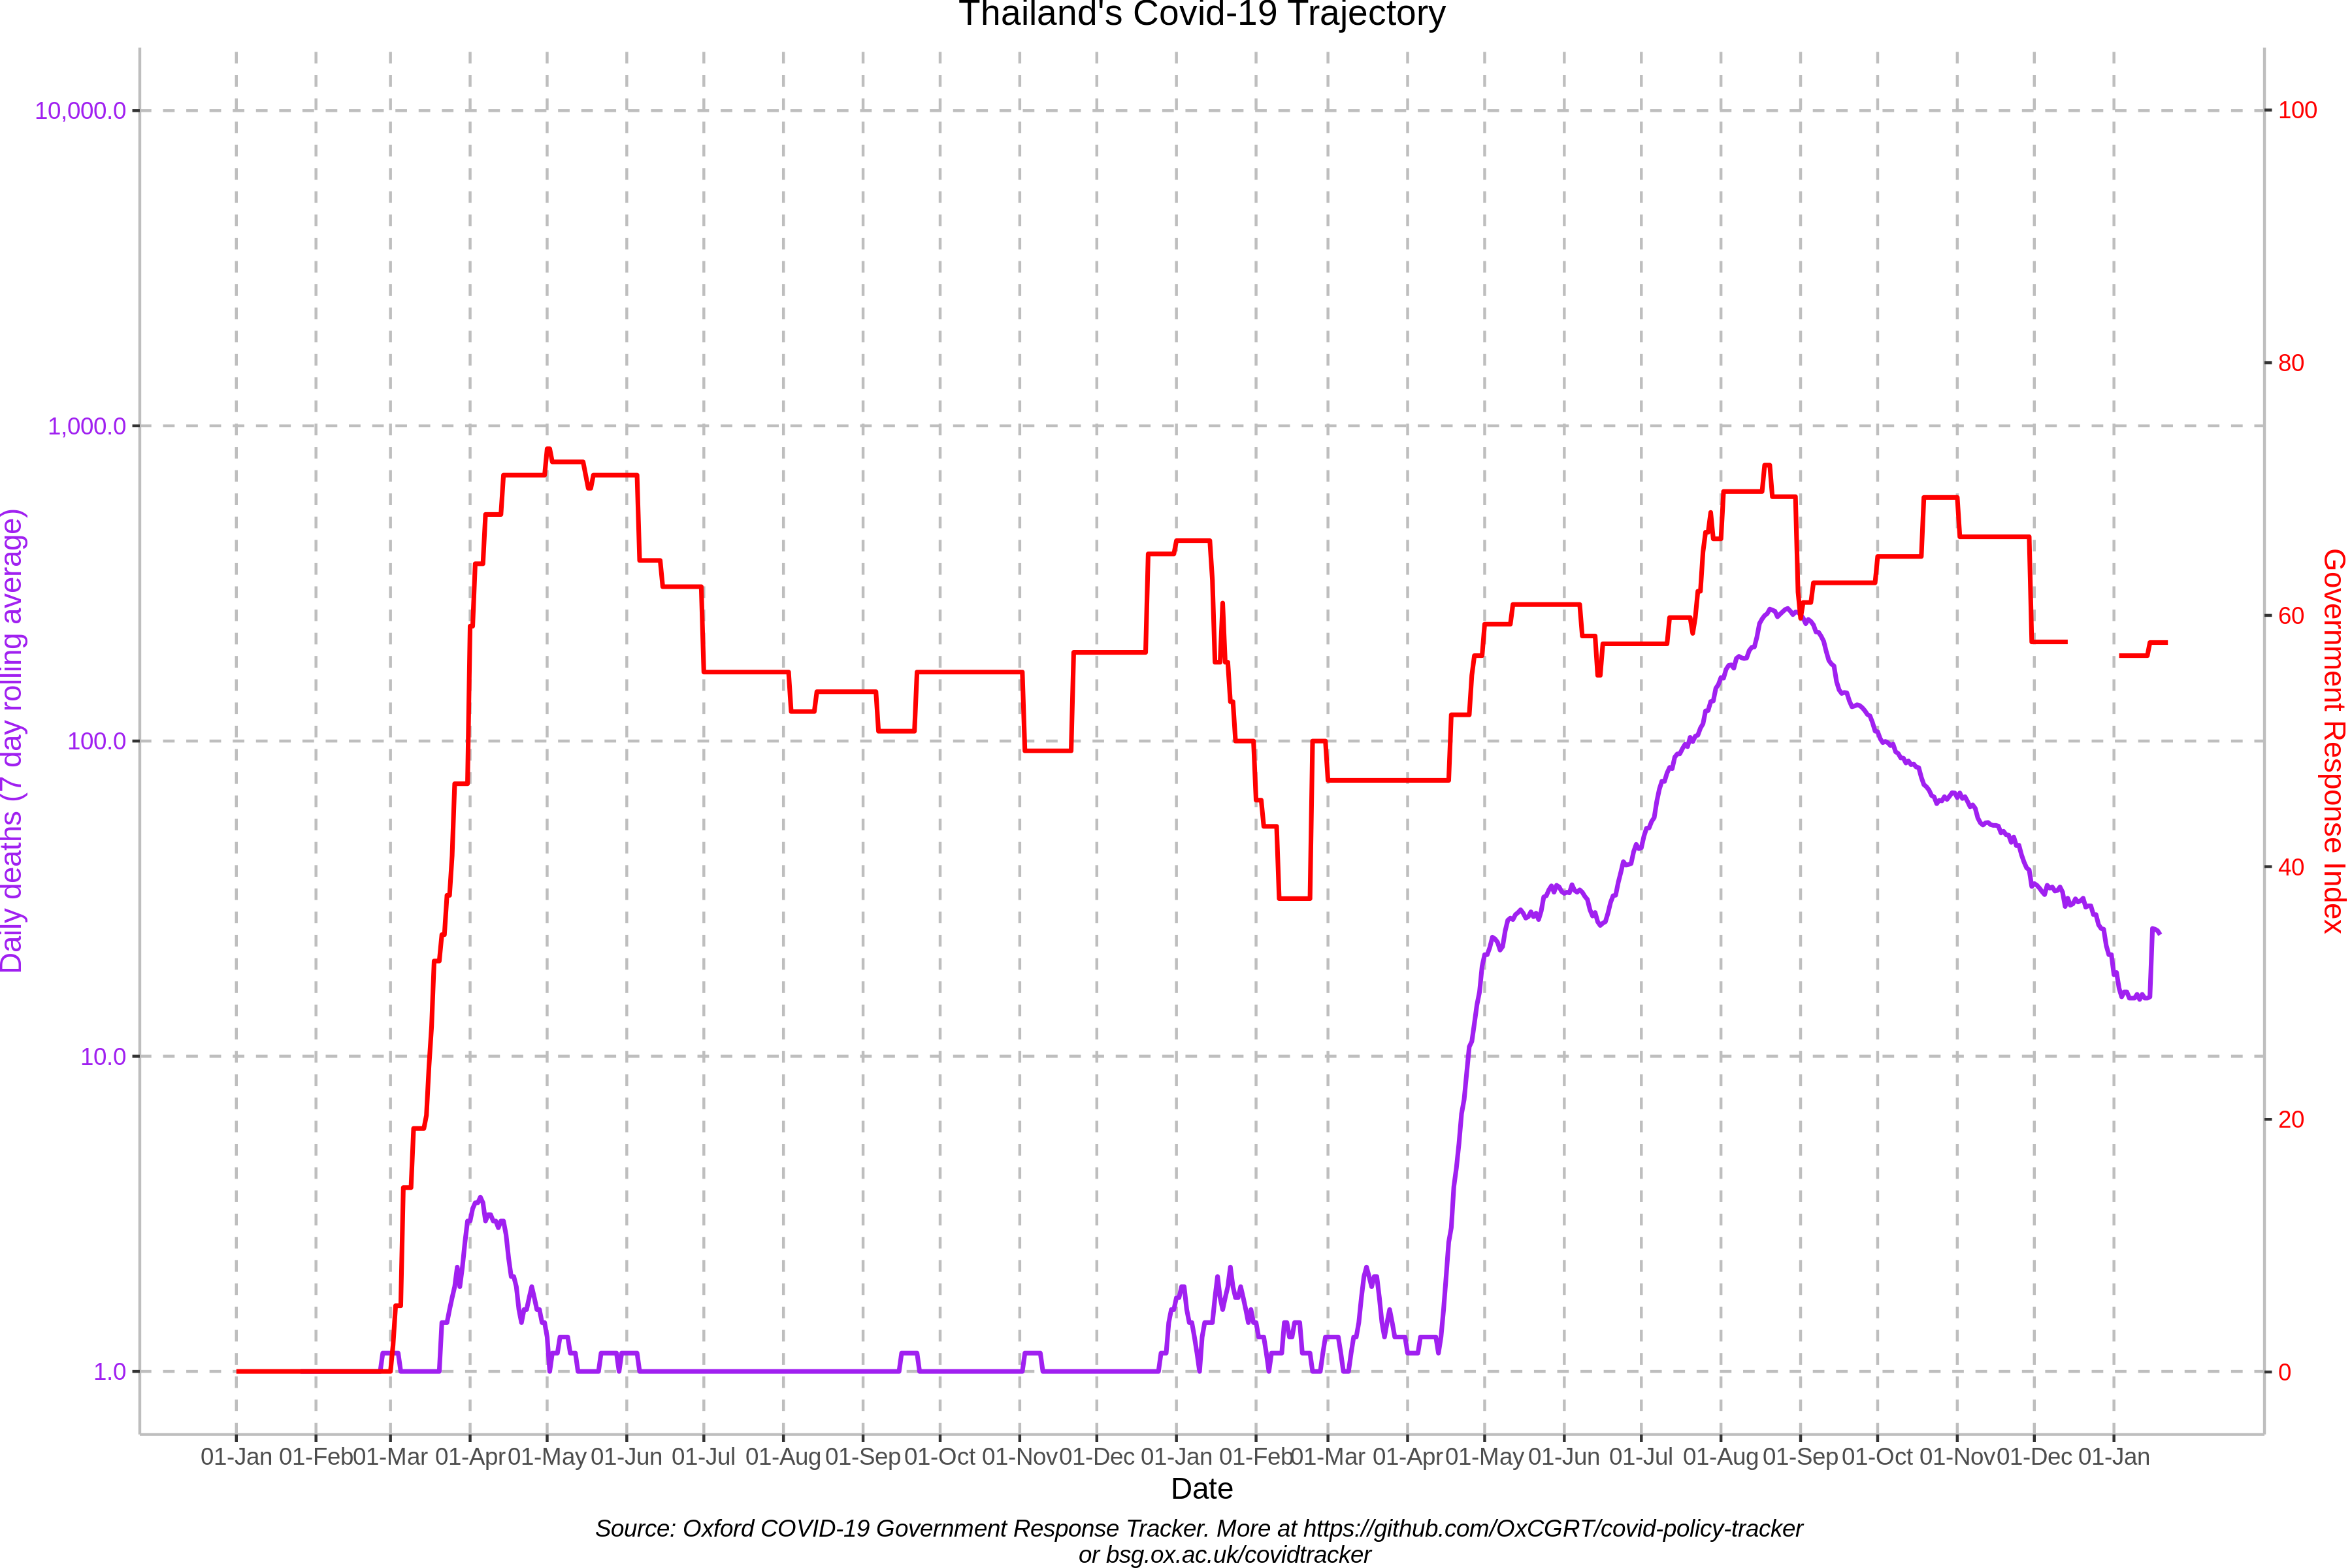 Thailand's Covid-19 Trajectory
10,000.0
1,000.0
100.0
10.0
1.0
Daily deaths (7 day rolling average)
100
80
60
40
20
0
Government Response Index
01-Jan 01-Feb 01-Mar 01-Apr 01-May 01-Jun 01-Jul 01-Aug 01-Sep 01-Oct 01-Nov 01-Dec 01-Jan 01-Feb 01-Mar 01-Apr 01-May 01-Jun 01-Jul 01-Aug 01-Sep 01-Oct 01-Nov 01-Dec 01-Jan
Date
Source: Oxford COVID-19 Government Response Tracker. More at https://github.com/OxCGRT/covid-policy-tracker
or bsg.ox.ac.uk/covidtracker